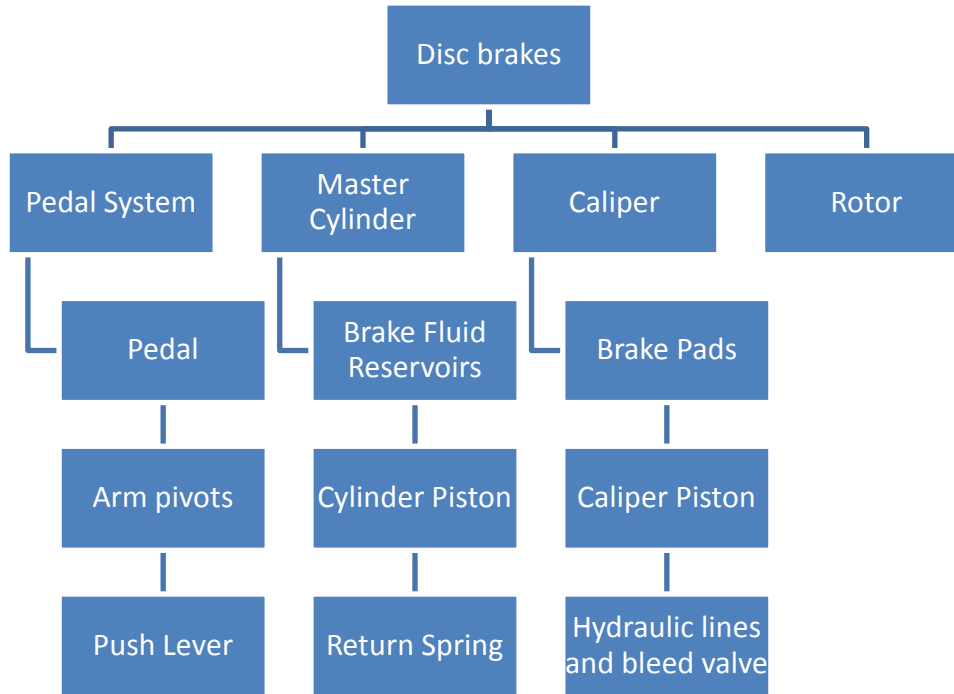 Disc brakes
Pedal System
Master
Cylinder
Caliper
Rotor
Pedal
Brake Fluid
Reservoirs
Brake Pads
Arm pivots
Cylinder Piston
Caliper Piston
Push Lever
Return Spring
Hydraulic lines
and bleed valve